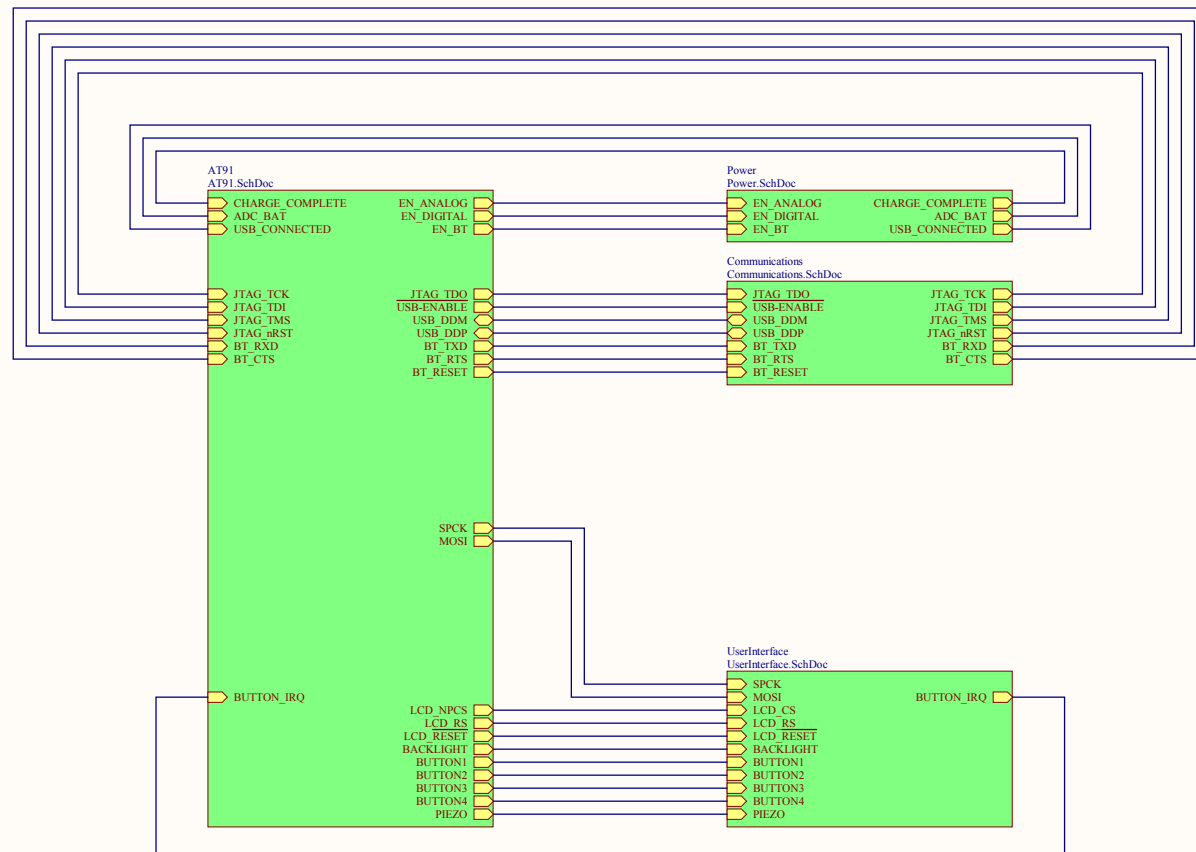 AT91
AT91.SchDoc
CHARGE_COMPLETE
ADC_BAT
USB_CONNECTED
JTAG_TCK
JTAG_TDI
JTAG_TMS
JTAG_nRST
BT_RXD
BT_CTS
BUTTON_IRQ
EN_ANALOG
EN_DIGITAL
EN_BT
JTAG_TDO
USB-ENABLE
USB_DDM
USB_DDP
BT_TXD
BT_RTS
BT_RESET
SPCK
MOSI
LCD_NPCS
LCD_RS
LCD_RESET
BACKLIGHT
BUTTON1
BUTTON2
BUTTON3
BUTTON4
PIEZO
Power
Power.SchDoc
EN_ANALOG
EN_DIGITAL
EN_BT
CHARGE_COMPLETE
ADC_BAT
USB_CONNECTED
Communications
Communications.SchDoc
JTAG_TDO
USB-ENABLE
USB_DDM
USB_DDP
BT_TXD
BT_RTS
BT_RESET
JTAG_TCK
JTAG_TDI
JTAG_TMS
JTAG_nRST
BT_RXD
BT_CTS
UserInterface
UserInterface.SchDoc
SPCK
MOSI
LCD_CS
LCD_RS
LCD_RESET
BACKLIGHT
BUTTON1
BUTTON2
BUTTON3
BUTTON4
PIEZO
BUTTON_IRQ